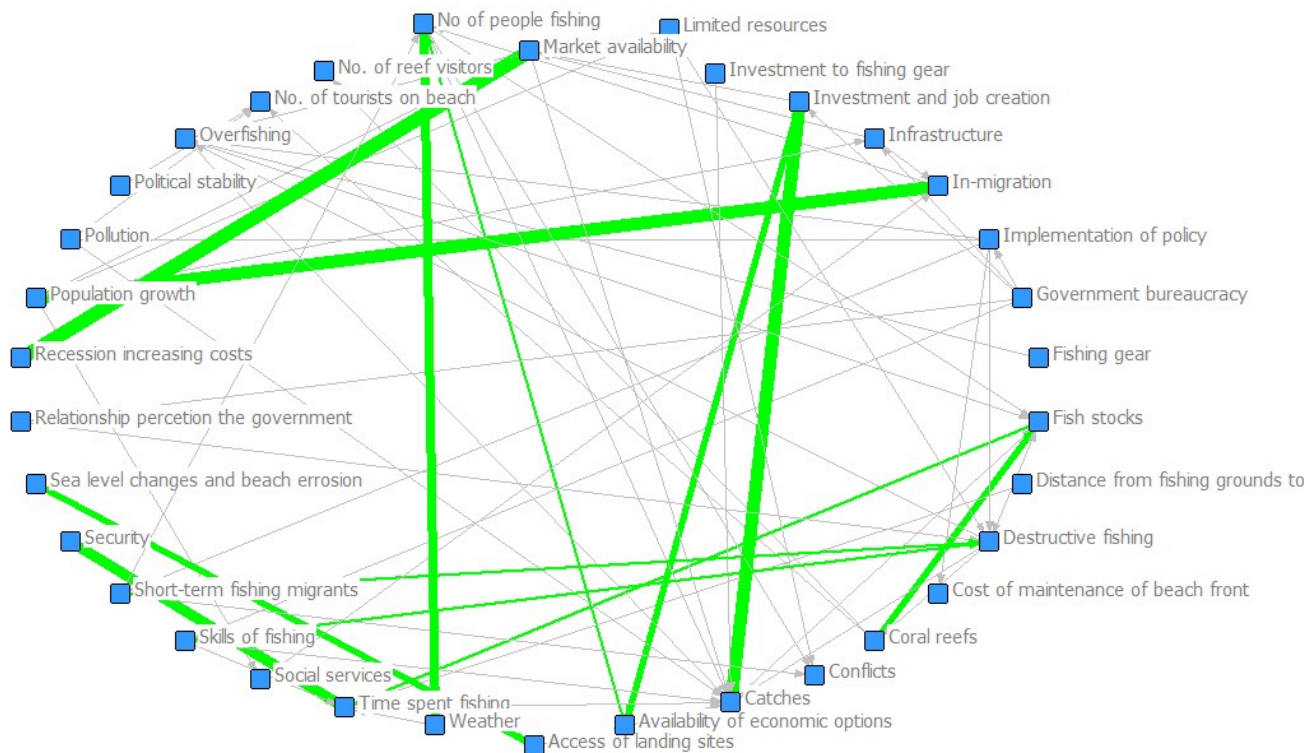 No of people fishing
Limited resources
Market availability
No. of reef visitors
Investment to fishing gear
No. of tourists on beach
Investment and job creation
Overfishing
Infrastructure
Political stability
In-migration
Pollution
Implementation of policy
Population growth
Government bureaucracy
Recession increasing costs
Fishing gear
Relationship percetion the government
Fish stocks
Sea level changes and beach errosion
Distance from fishing grounds to
Security
Destructive fishing
Short-term fishing migrants
Cost of maintenance of beach front
Skills of fishing
Coral reefs
Social services
Conflicts
Time spent fishing
Catches
Weather
Availability of economic options
Access of landing sites